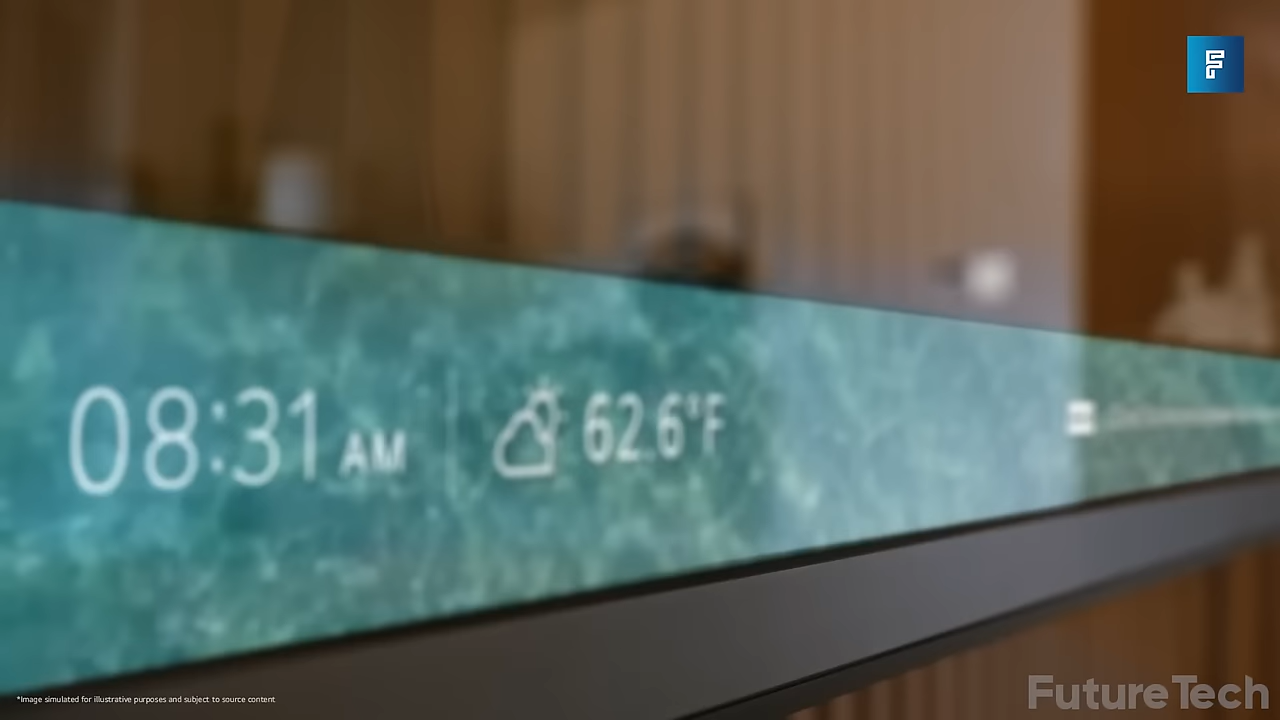 08:31 AM 62.6°F
*Image simulated for illustrative purposes and subject to source content
FutureTech